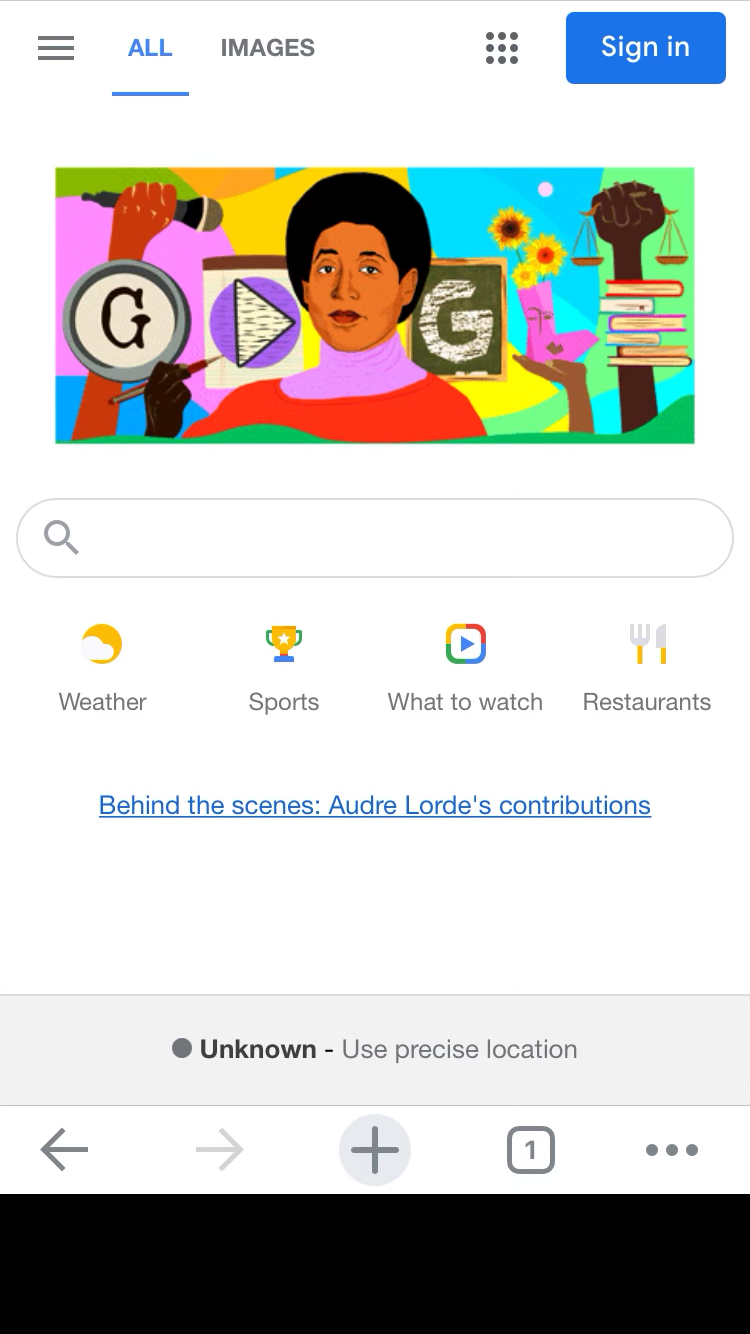 ALL IMAGES Sign in
G G
Weather Sports What to watch Restaurants
Behind the scenes: Audre Lorde's contributions
Unknown - Use precise location
1